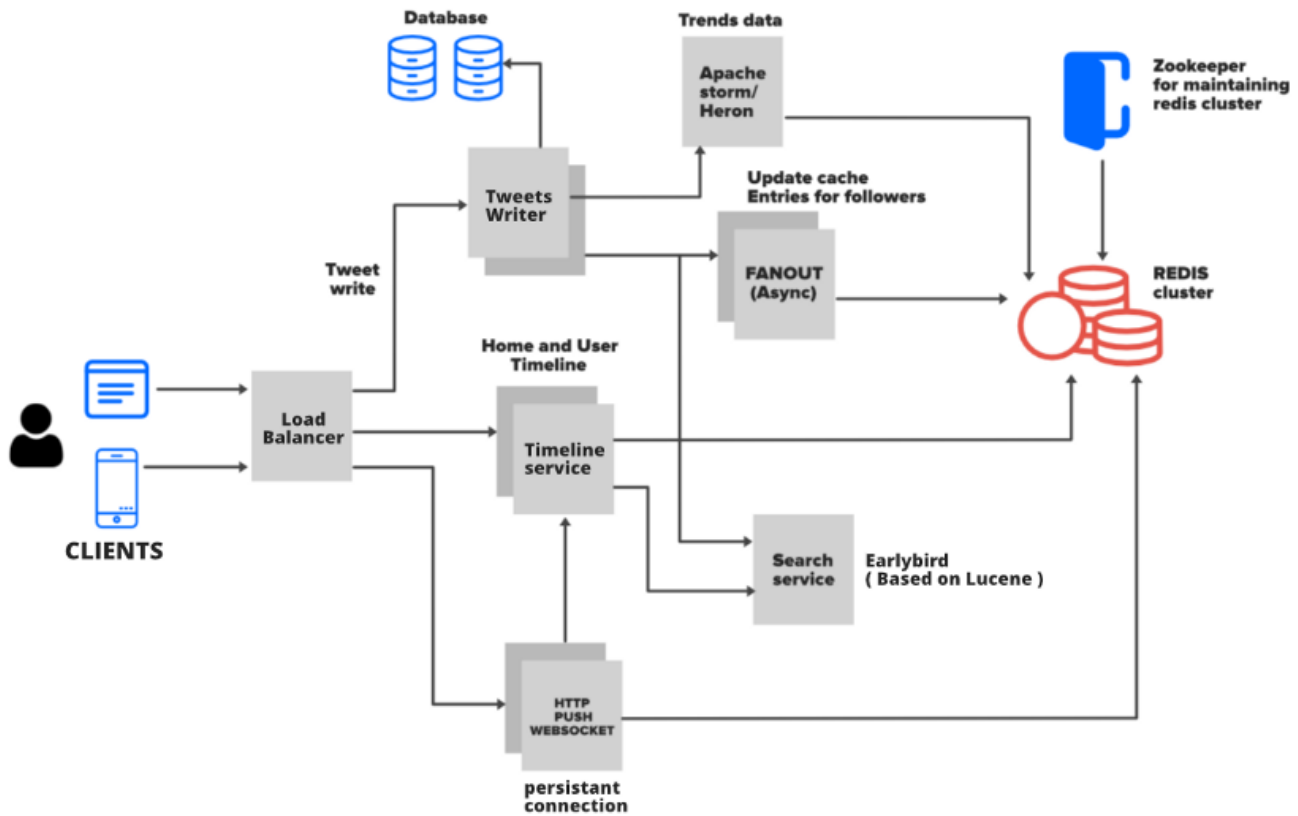 Database
Trends data
Apache
storm/
Heron
Zookeeper
for maintaining
redis cluster
Tweets
Writer
Update cache
Entries for followers
Tweet
write
FANOUT
(Async)
REDIS
cluster
Home and User
Timeline
Load
Balancer
Timeline
service
CLIENTS
Search
service
Earlybird
( Based on Lucene )
HTTP
PUSH
WEBSOCKET
persistant
connection